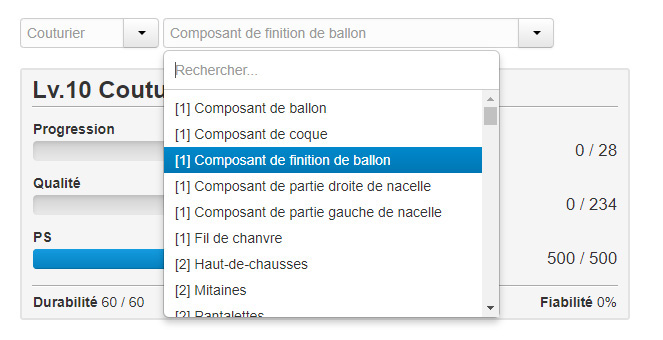 Couturier
Composant de finition de ballon
Rechercher...
Lv.10 Coutu
[1] Composant de ballon
[1] Composant de coque
[1] Composant de finition de ballon
[1] Composant de partie droite de nacelle
[1] Composant de partie gauche de nacelle
[1] Fil de chanvre
[2] Haut-de-chausses
[2] Mitaines
[2] Pantalettes
Progression
0 / 28
Qualité
0 / 234
PS
500 / 500
Durabilité 60 / 60
Fiabilité 0%